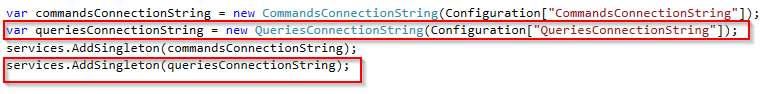 var commandsConnectionString = new CommandsConnectionString(Configuration["CommandsConnectionString"]);
var queriesConnectionString = new QueriesConnectionString(Configuration["QueriesConnectionString"]);
services.AddSingleton(commandsConnectionString);
services.AddSingleton(queriesConnectionString);